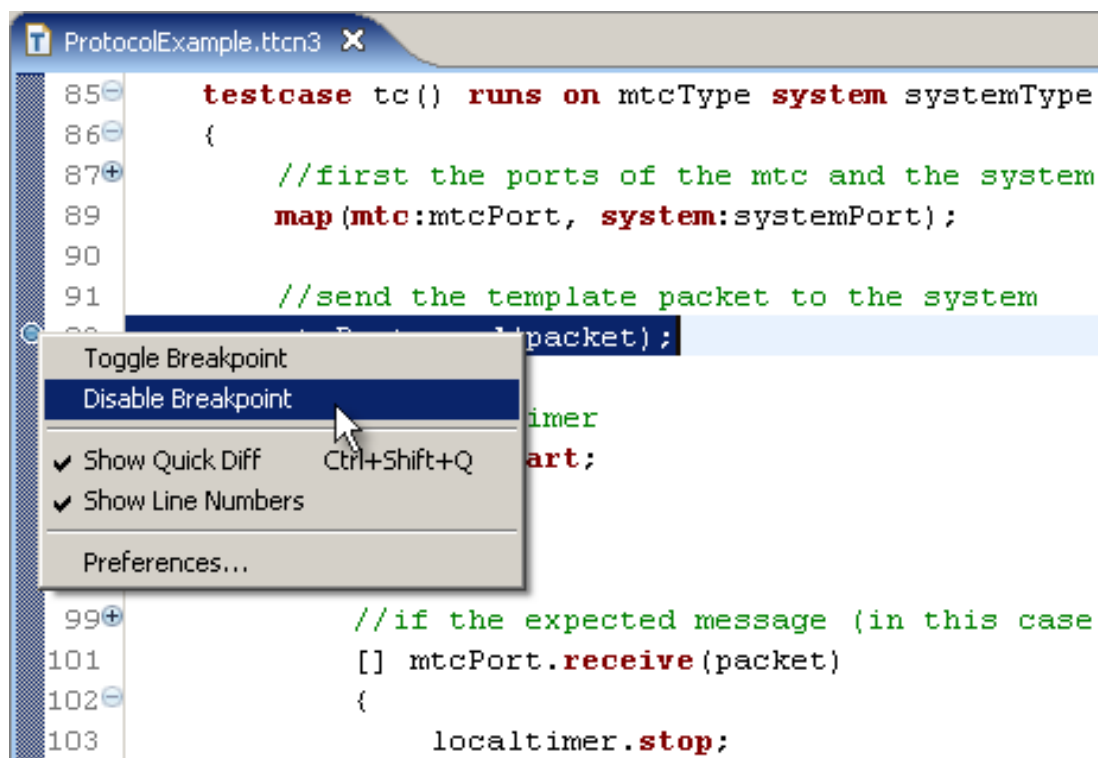 ProtocolExample.ttcn3
85 testcase tc() runs on mtcType system systemType
86 {
87 //first the ports of the mtc and the system
89 map(mtc:mtcPort, system:systemPort);
90
91 //send the template packet to the system
packet);
Toggle Breakpoint
Disable Breakpoint
imer
Show Quick Diff Ctrl+Shift+Q
art;
Show Line Numbers
Preferences...
99 //if the expected message (in this case
101 [] mtcPort.receive(packet)
102 {
103 localtimer.stop;